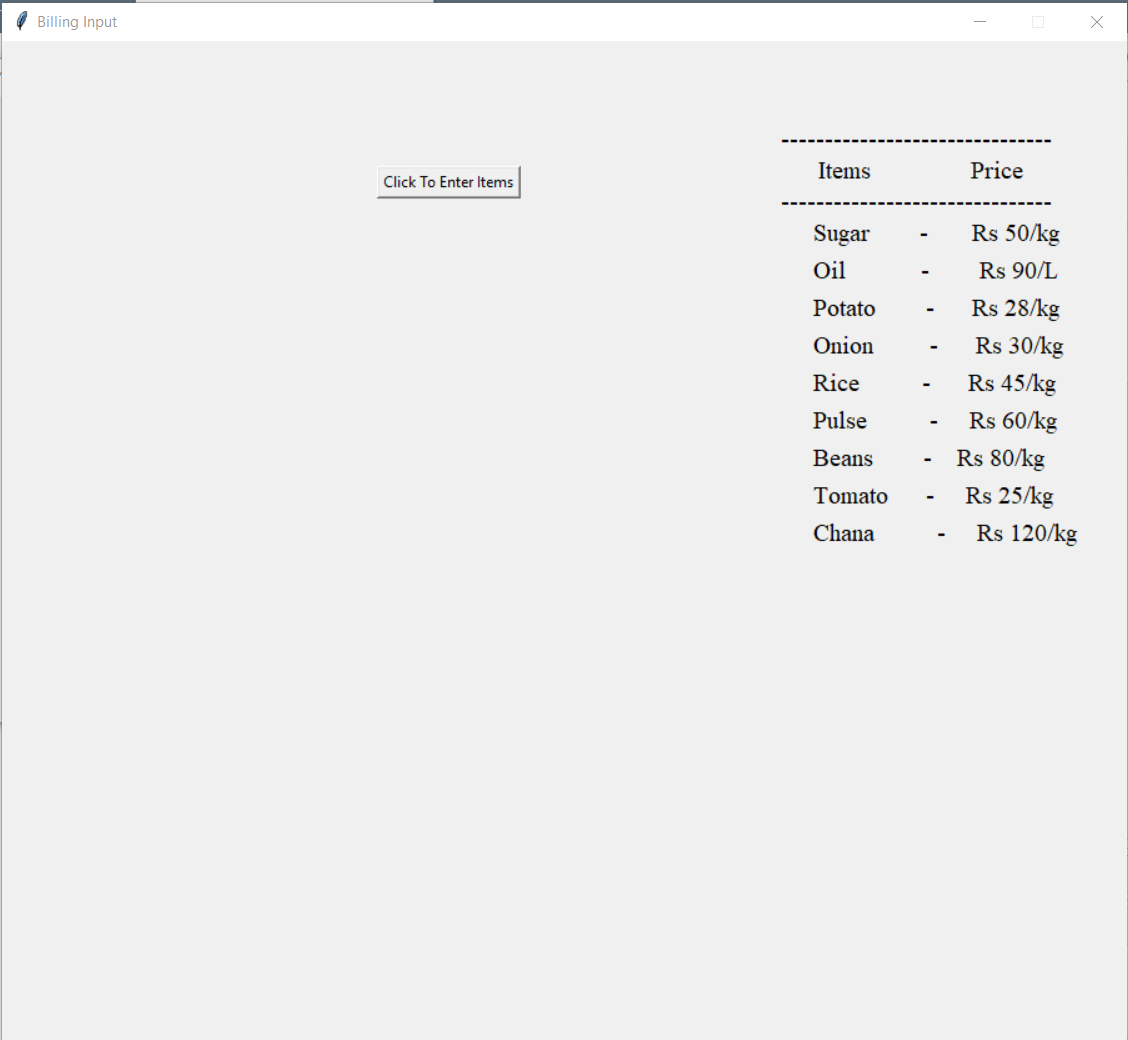 Billing Input
Click To Enter Items
-------------------------------
Items Price
-------------------------------
Sugar - Rs 50/kg
Oil - Rs 90/L
Potato - Rs 28/kg
Onion - Rs 30/kg
Rice - Rs 45/kg
Pulse - Rs 60/kg
Beans - Rs 80/kg
Tomato - Rs 25/kg
Chana - Rs 120/kg